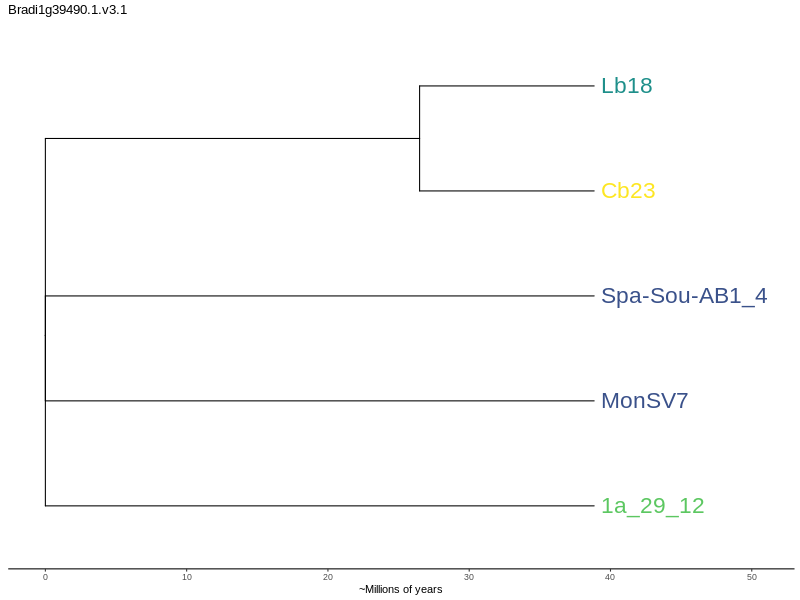 Bradi1g39490.1.v3.1
Lb18
Cb23
Spa-Sou-AB1_4
MonSV7
1a_29_12
0 10 20 30 40 50
~Millions of years